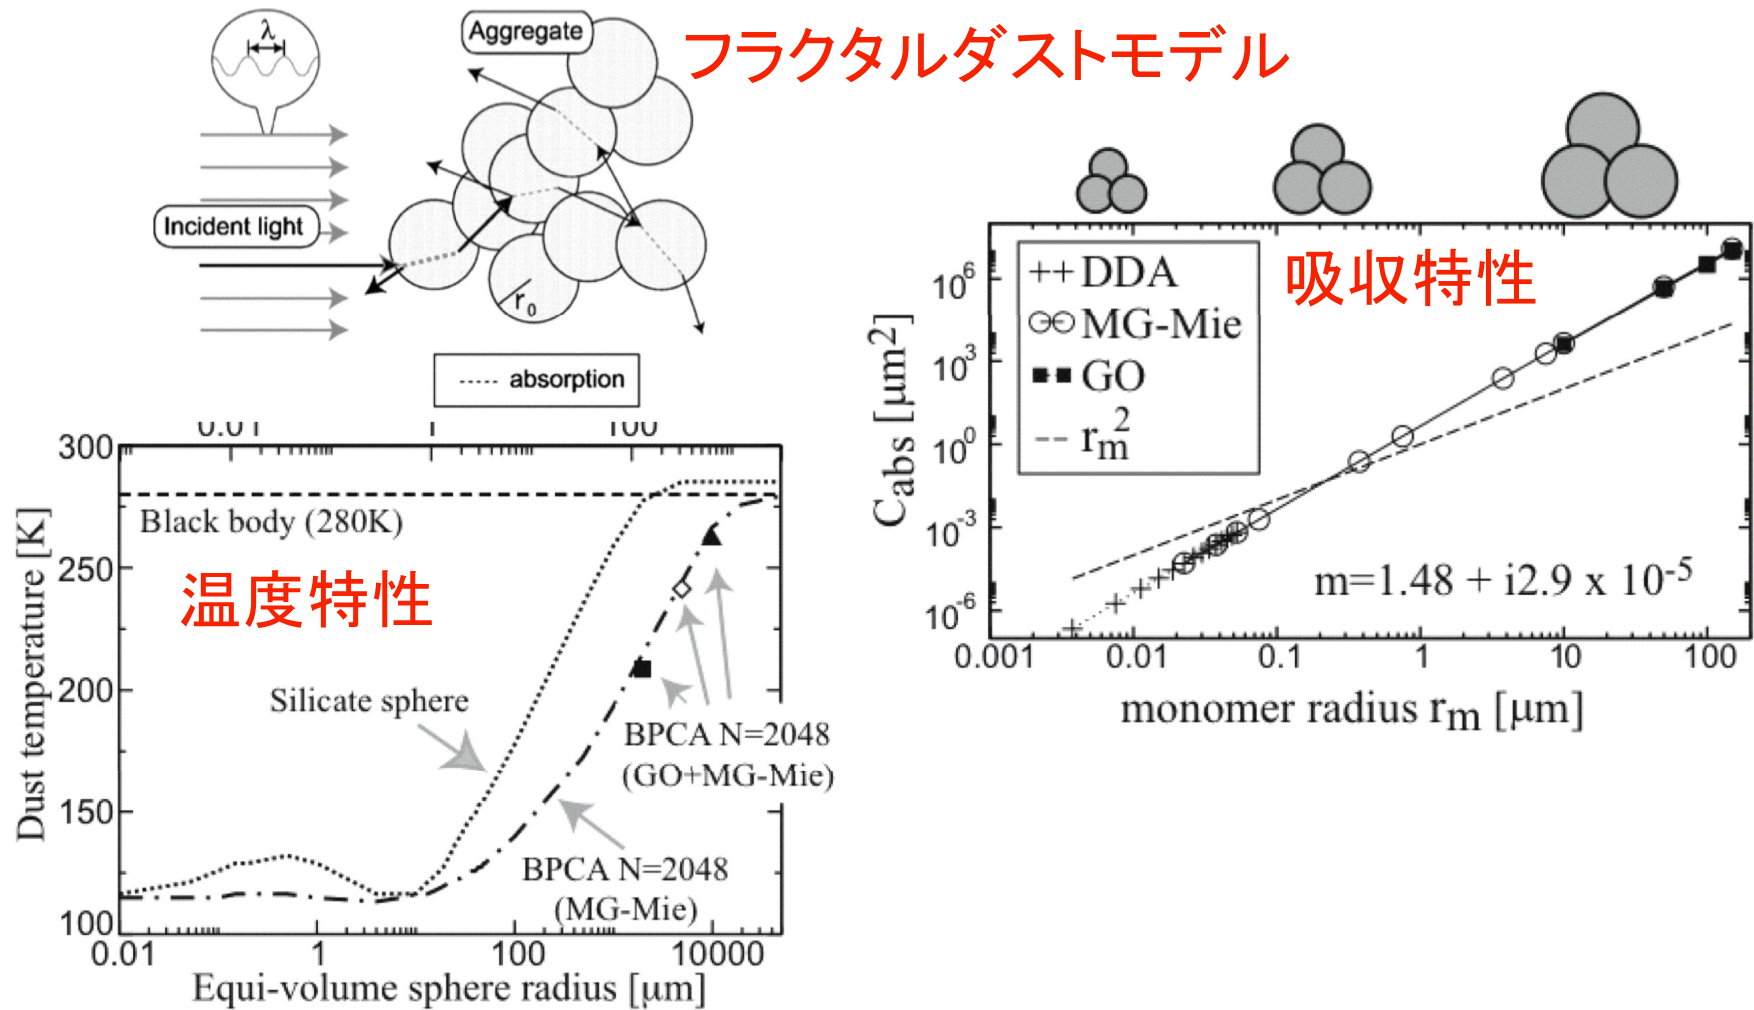 フラクタルダストモデル
λ
Aggregate
Incident light
r0
absorption
吸収特性
DDA
MG-Mie
GO
rm2
Cabs [μm2]
10^6
10^3
10^0
10^-3
10^-6
m=1.48 + i2.9 x 10^-5
0.001 0.01 0.1 1 10 100
monomer radius rm [μm]
0.01 1 100
温度特性
Dust temperature [K]
300
250
200
150
100
Black body (280K)
Silicate sphere
BPCA N=2048
(GO+MG-Mie)
BPCA N=2048
(MG-Mie)
0.01 1 100 10000
Equi-volume sphere radius [μm]